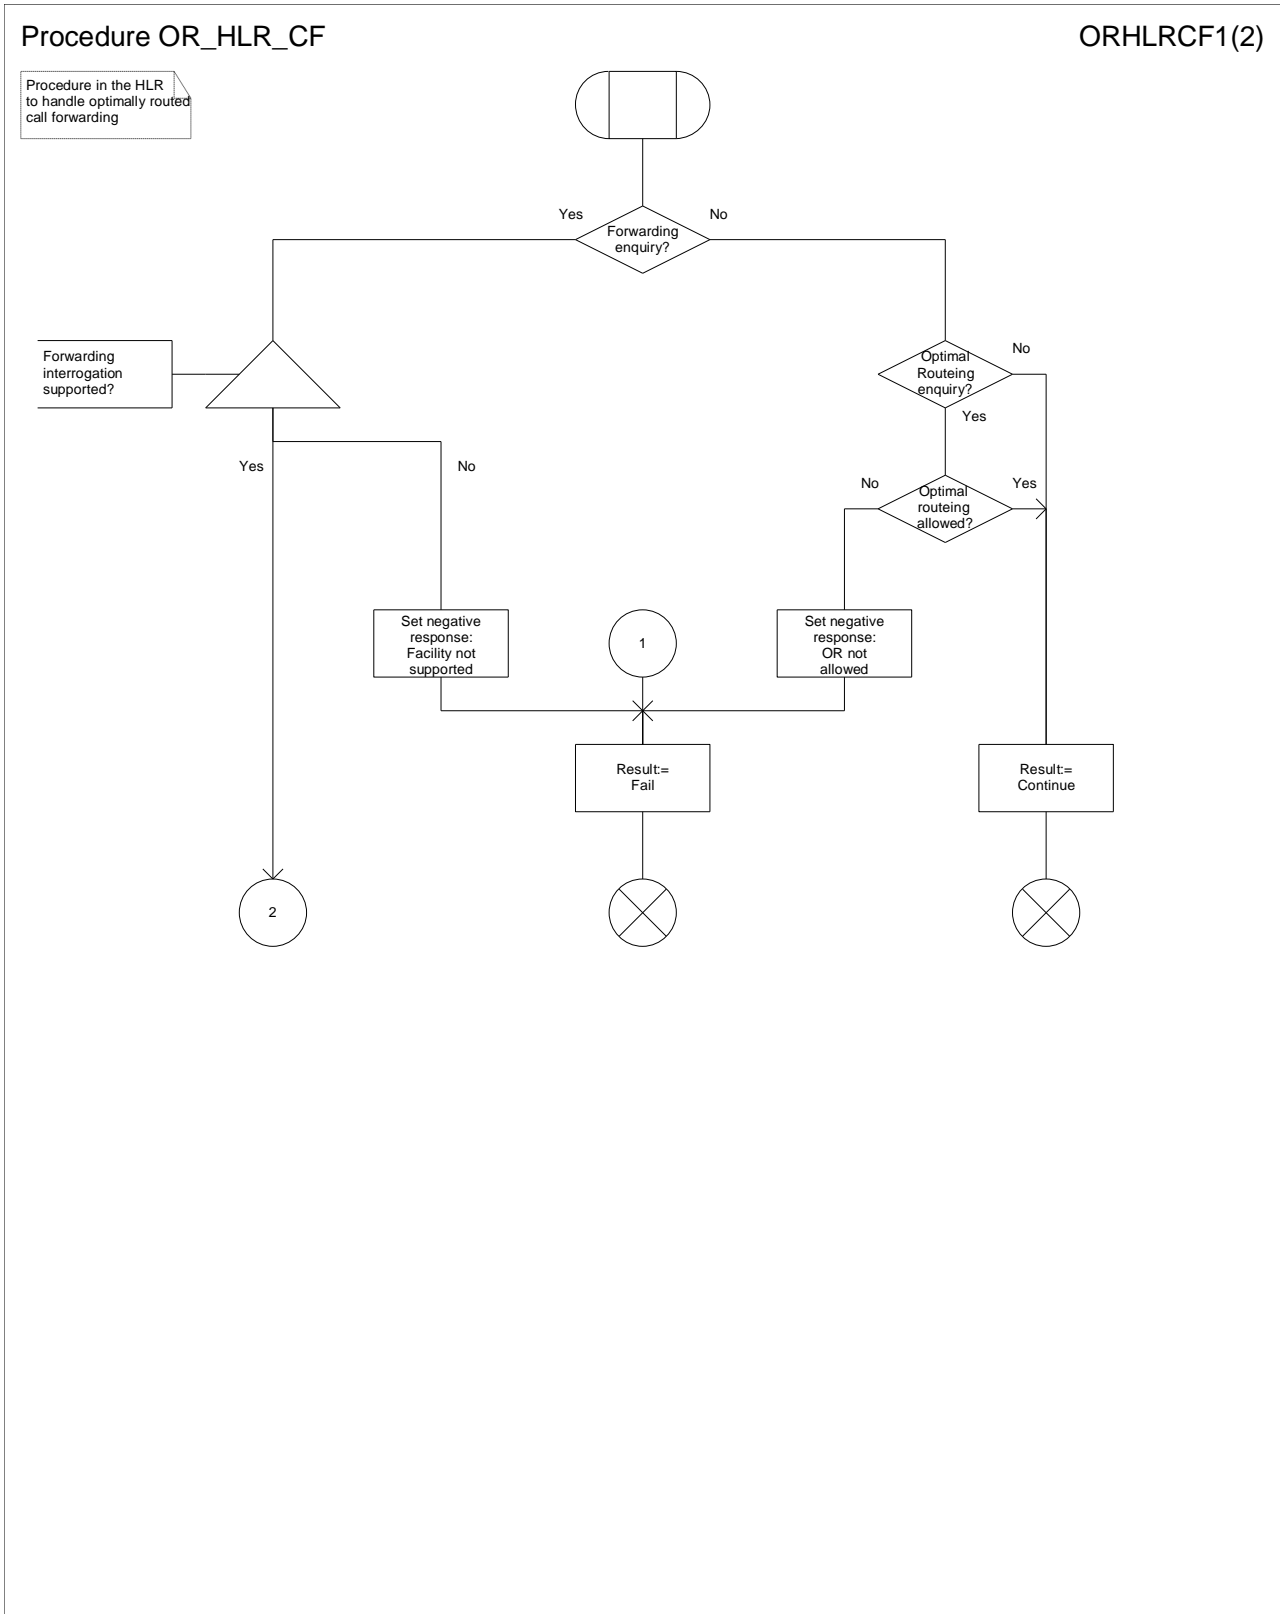 Procedure OR_HLR_CF
ORHLRCF1(2)
Procedure in the HLR
to handle optimally routed
call forwarding
Yes
No
Forwarding
enquiry?
Forwarding
interrogation
supported?
No
Optimal
Routeing
enquiry?
Yes
Yes
No
No
Yes
Optimal
routeing
allowed?
Set negative
response:
Facility not
supported
1
Set negative
response:
OR not
allowed
Result:=
Fail
Result:=
Continue
2